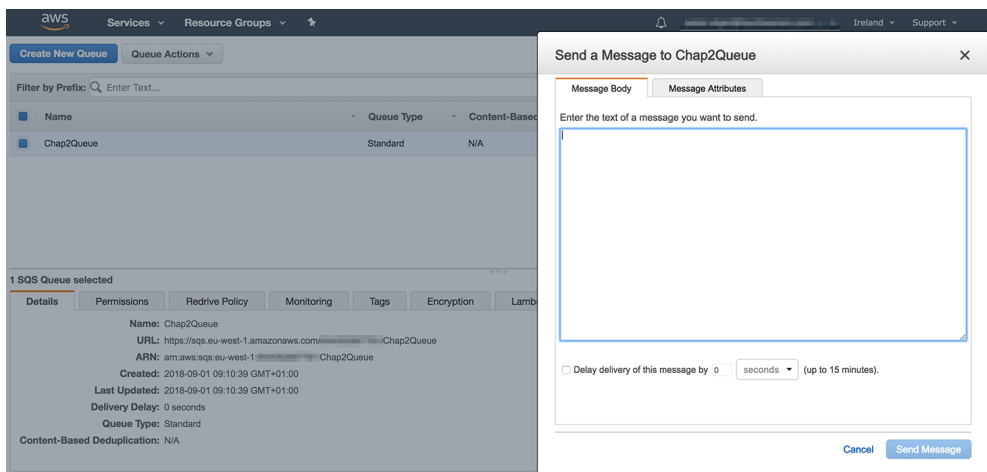 aws Services Resource Groups Ireland Support
Create New Queue Queue Actions
Filter by Prefix: Enter Text...
Name Queue Type Content-Based
Chap2Queue Standard N/A
1 SQS Queue selected
Details Permissions Redrive Policy Monitoring Tags Encryption Lamb
Name: Chap2Queue
URL: https://sqs.eu-west-1.amazonaws.com/ Chap2Queue
ARN: arn:aws:sqs:eu-west-1: Chap2Queue
Created: 2018-09-01 09:10:39 GMT+01:00
Last Updated: 2018-09-01 09:10:39 GMT+01:00
Delivery Delay: 0 seconds
Queue Type: Standard
Content-Based Deduplication: N/A
Send a Message to Chap2Queue ×
Message Body Message Attributes
Enter the text of a message you want to send.
Delay delivery of this message by 0 seconds (up to 15 minutes).
Cancel Send Message